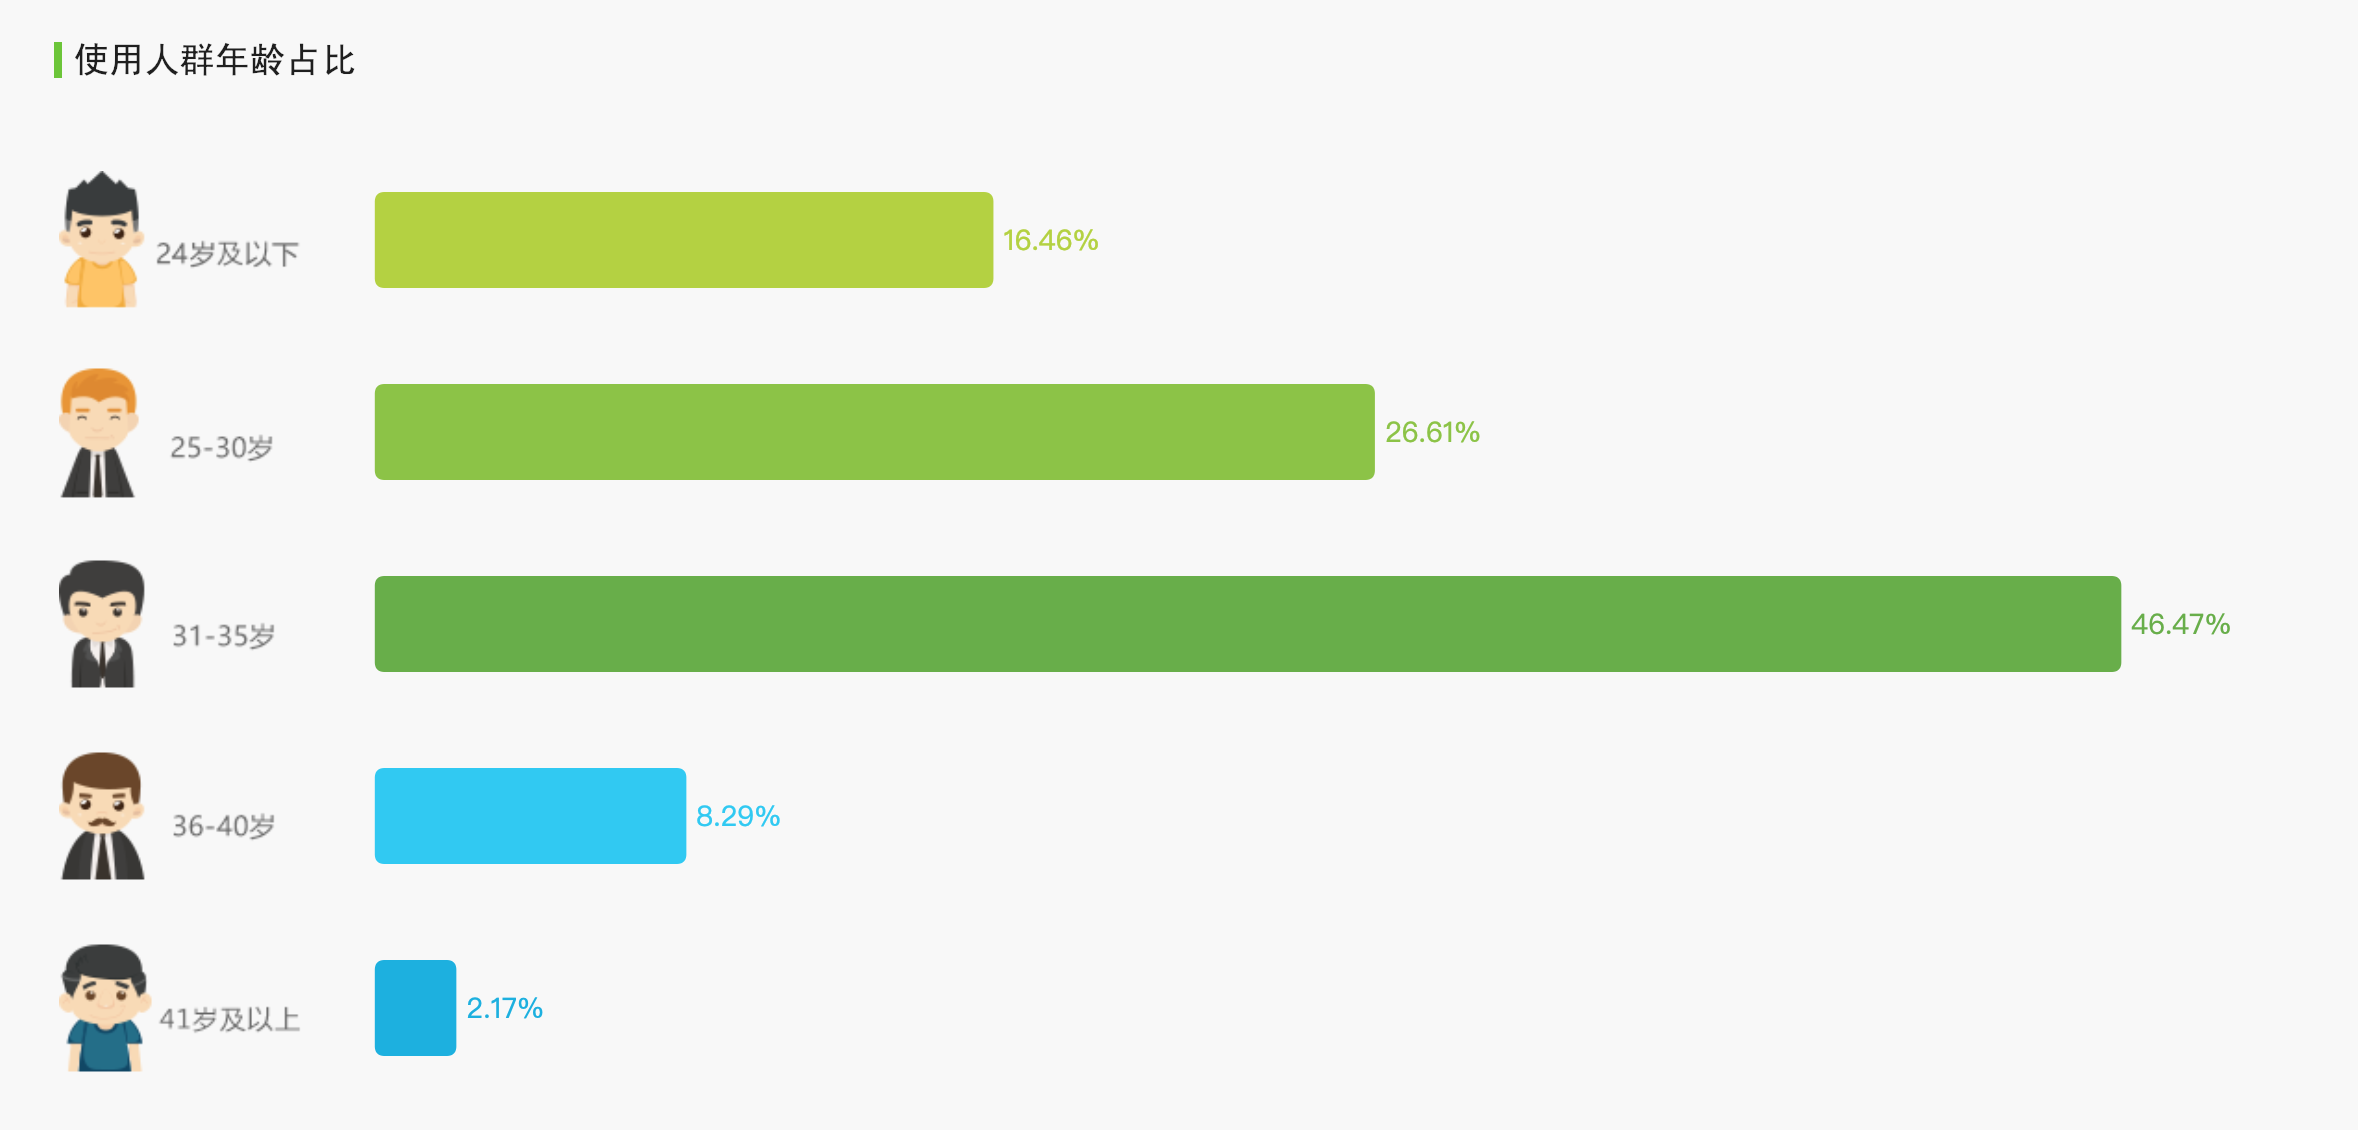 使用人群年龄占比
24岁及以下
16.46%
25-30岁
26.61%
31-35岁
46.47%
36-40岁
8.29%
41岁及以上
2.17%